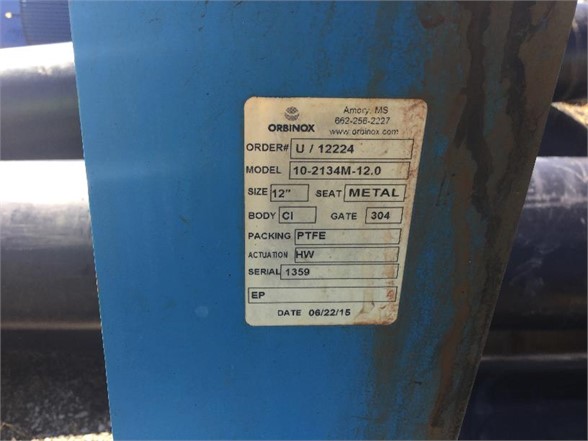 Amory, MS
662-256-2227
www.orbinox.com
ORBINOX
ORDER# U / 12224
MODEL 10-2134M-12.0
SIZE 12" SEAT METAL
BODY CI GATE 304
PACKING PTFE
ACTUATION HW
SERIAL 1359
EP
DATE 06/22/15